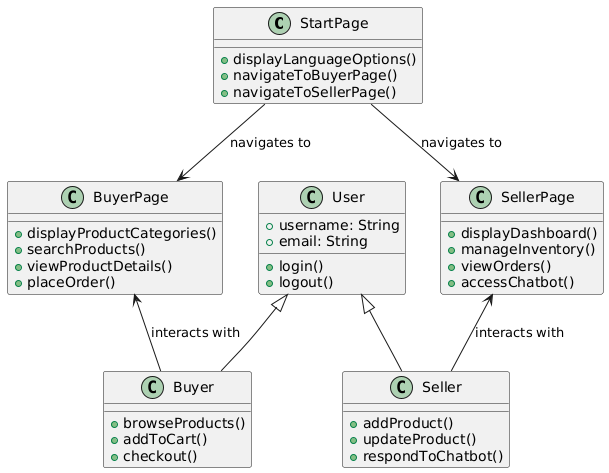 C StartPage
displayLanguageOptions()
navigateToBuyerPage()
navigateToSellerPage()
navigates to
navigates to
C BuyerPage
displayProductCategories()
searchProducts()
viewProductDetails()
placeOrder()
C User
username: String
email: String
login()
logout()
C SellerPage
displayDashboard()
manageInventory()
viewOrders()
accessChatbot()
interacts with
interacts with
C Buyer
browseProducts()
addToCart()
checkout()
C Seller
addProduct()
updateProduct()
respondToChatbot()